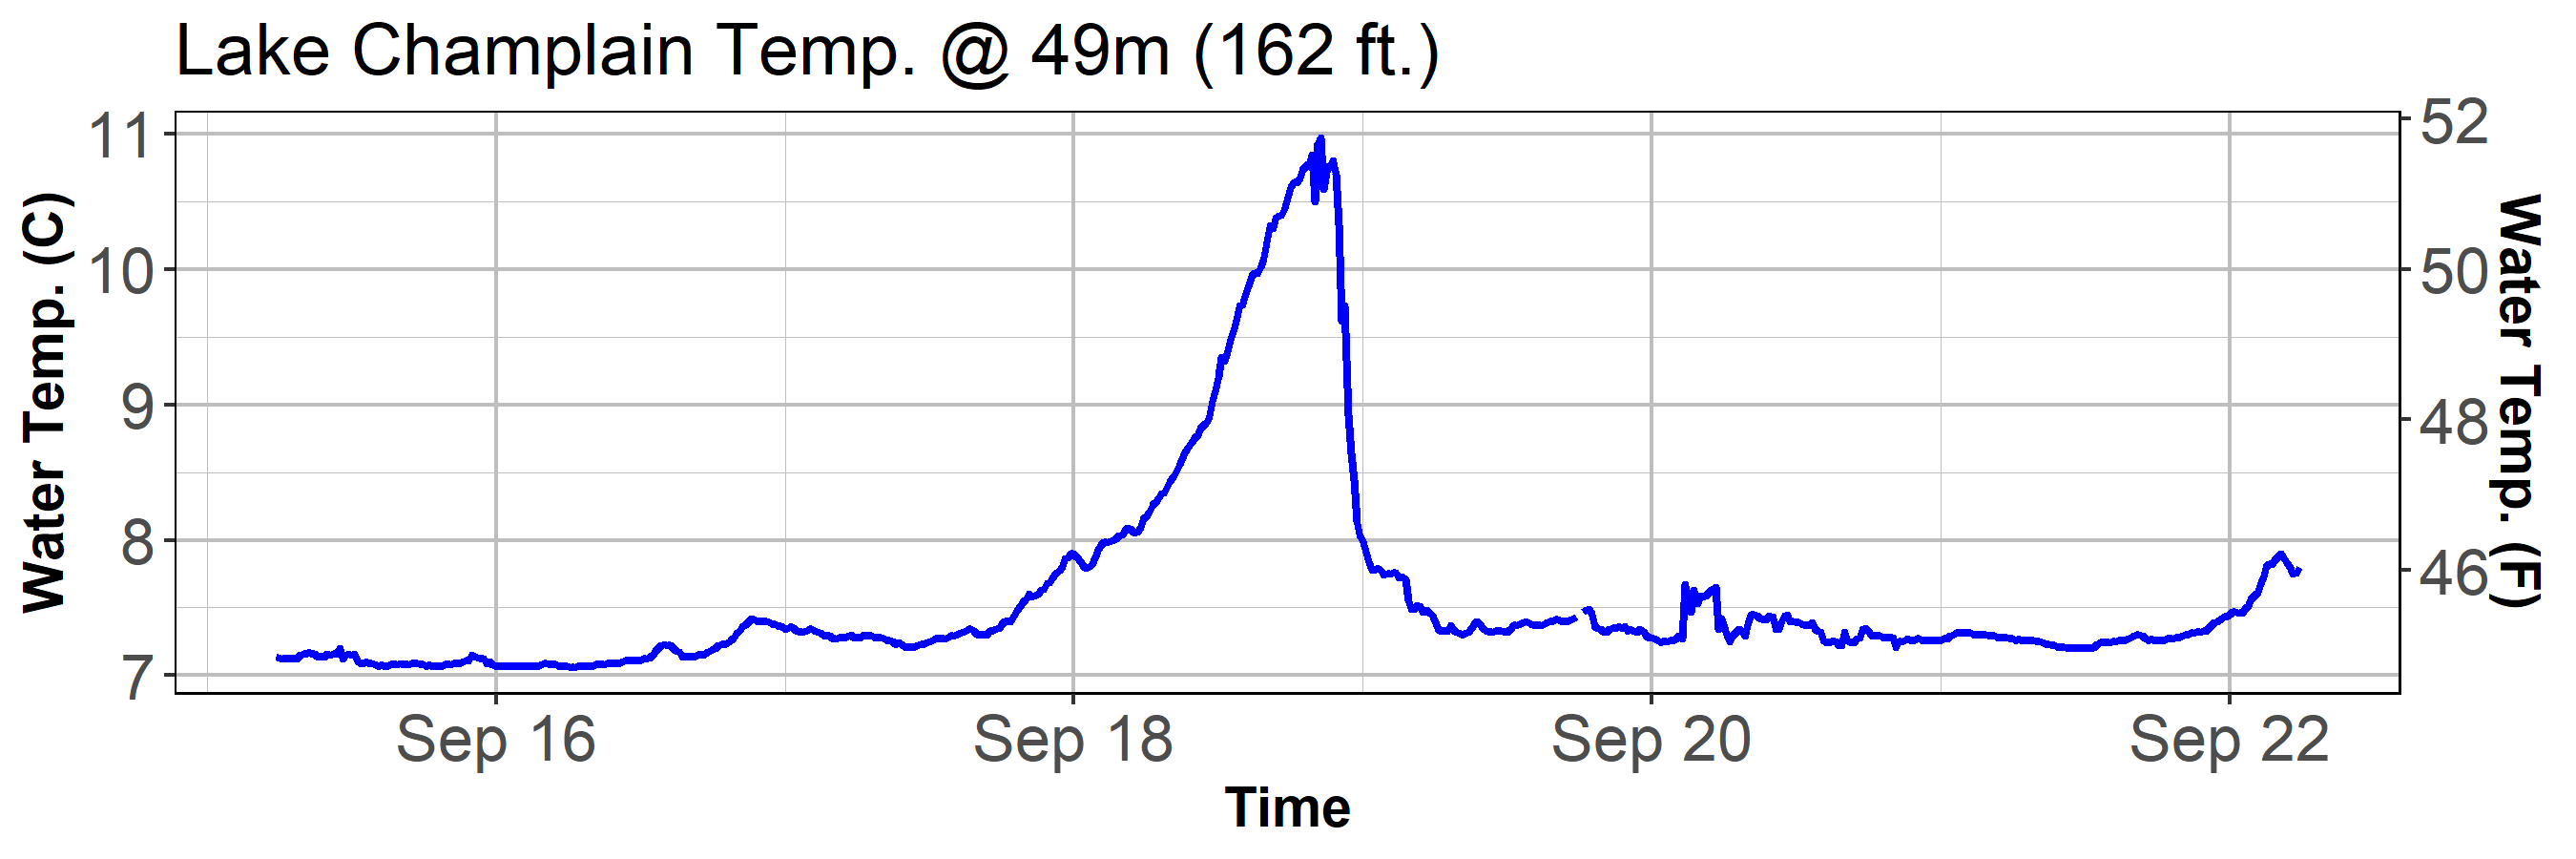 Lake Champlain Temp. @ 49m (162 ft.)
Water Temp. (C)
11
10
9
8
7
52
50
48
46
Water Temp. (F)
Sep 16
Sep 18
Sep 20
Sep 22
Time